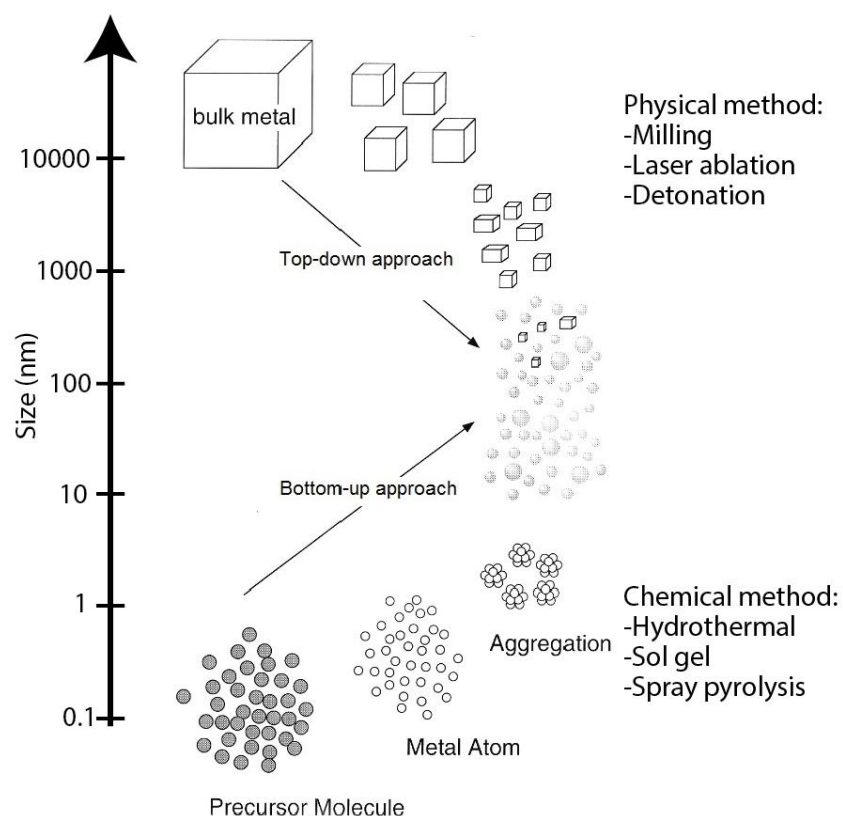 bulk metal
Physical method:
-Milling
-Laser ablation
-Detonation
10000
Top-down approach
1000
Size (nm)
100
Bottom-up approach
10
1
Aggregation
Chemical method:
-Hydrothermal
-Sol gel
-Spray pyrolysis
0.1
Metal Atom
Precursor Molecule